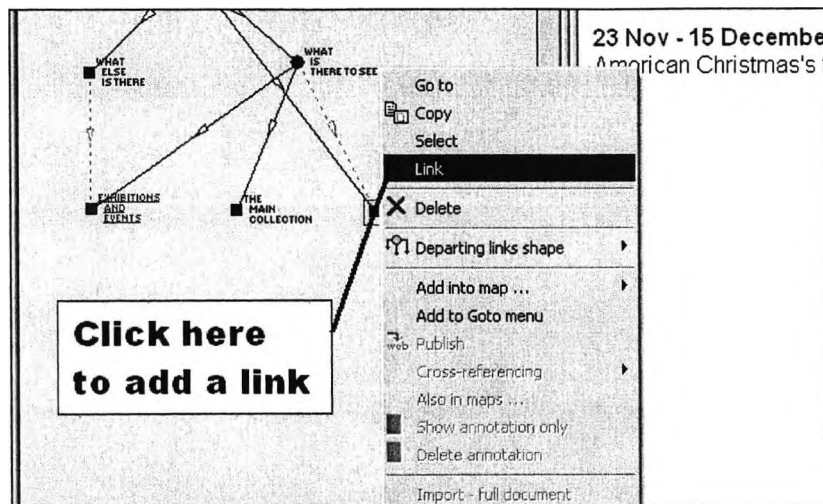 23 Nov - 15 Decembe
American Christmas's
WHAT
ELSE
IS THERE
WHAT
IS
THERE TO SEE
EXHIBITIONS
AND
EVENTS
THE
MAIN
COLLECTION
Click here
to add a link
Go to
Copy
Select
Link
Delete
Departing links shape
Add into map ...
Add to Goto menu
web Publish
Cross-referencing
Also in maps ...
Show annotation only
Delete annotation
Import - full document